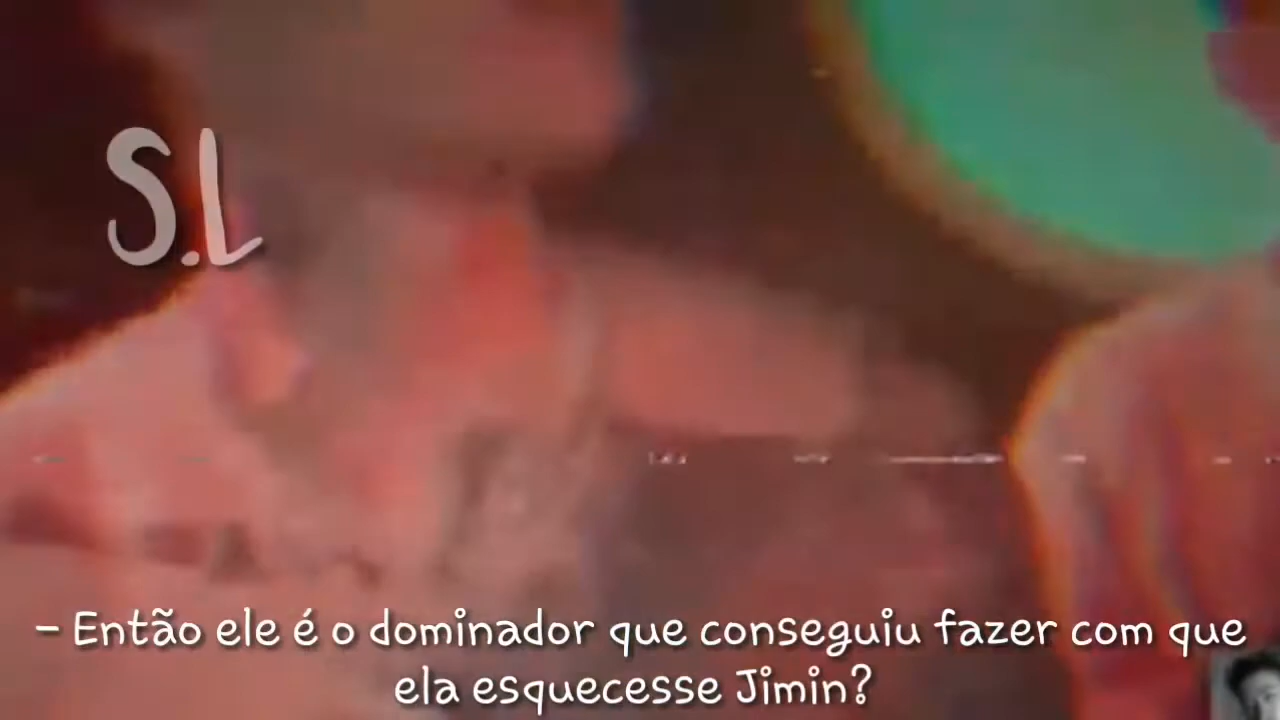 S.L
- Então ele é o dominador que conseguiu fazer com que
ela esquecesse Jimin?